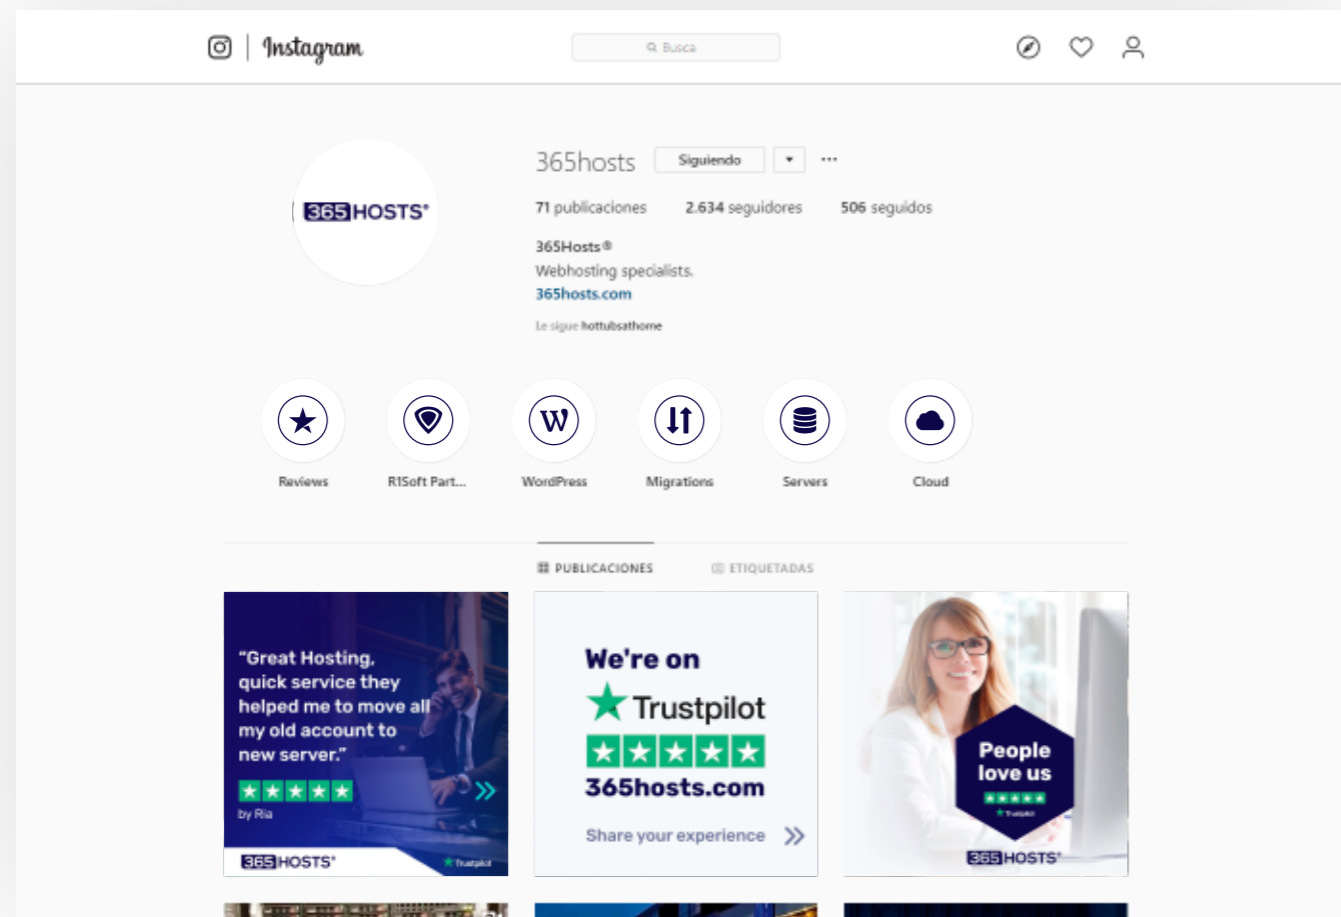 Instagram
Busca
365hosts
Siguiendo
71 publicaciones 2.634 seguidores 506 seguidos
365HOSTS®
365Hosts®
Webhosting specialists.
365hosts.com
Le sigue hottubsathome
Reviews R1Soft Part... WordPress Migrations Servers Cloud
PUBLICACIONES ETIQUETADAS
“Great Hosting,
quick service they
helped me to move all
my old account to
new server.”
by Ria
365HOSTS®
Trustpilot
We're on
Trustpilot
365hosts.com
Share your experience
People
love us
Trustpilot
365HOSTS®